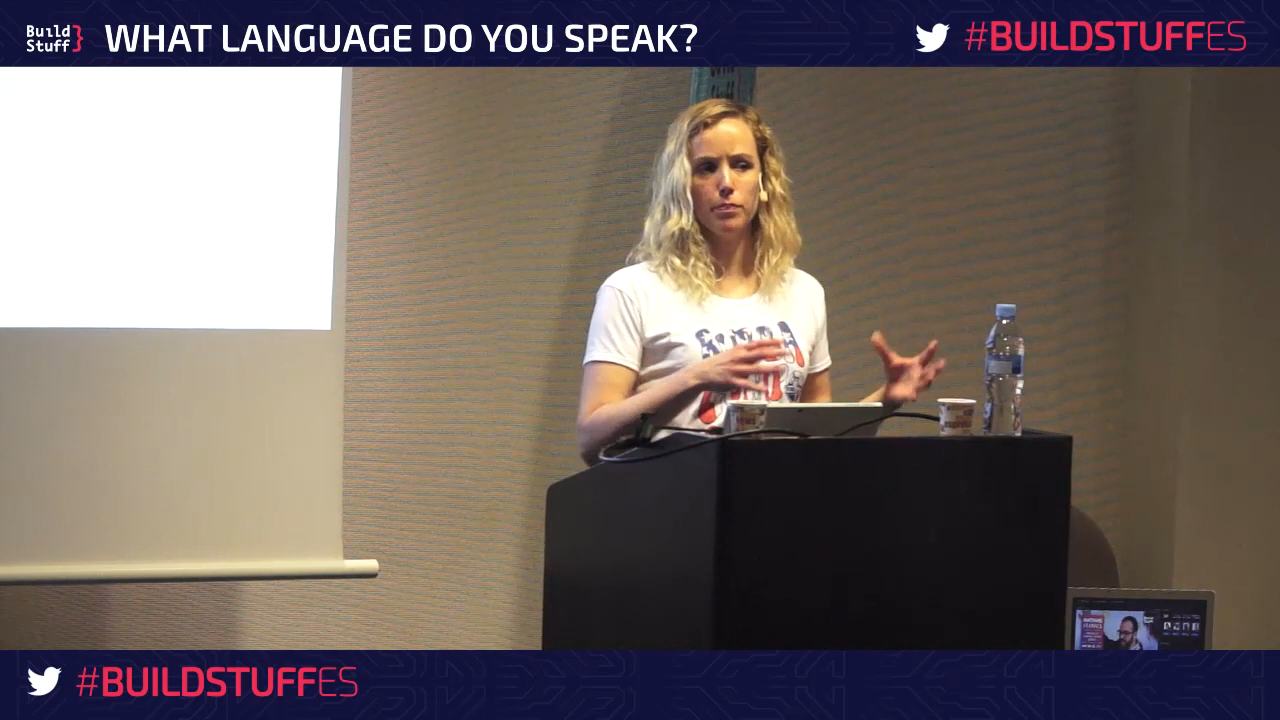 Build
Stuff}
WHAT LANGUAGE DO YOU SPEAK?
#BUILDSTUFFES
#BUILDSTUFFES